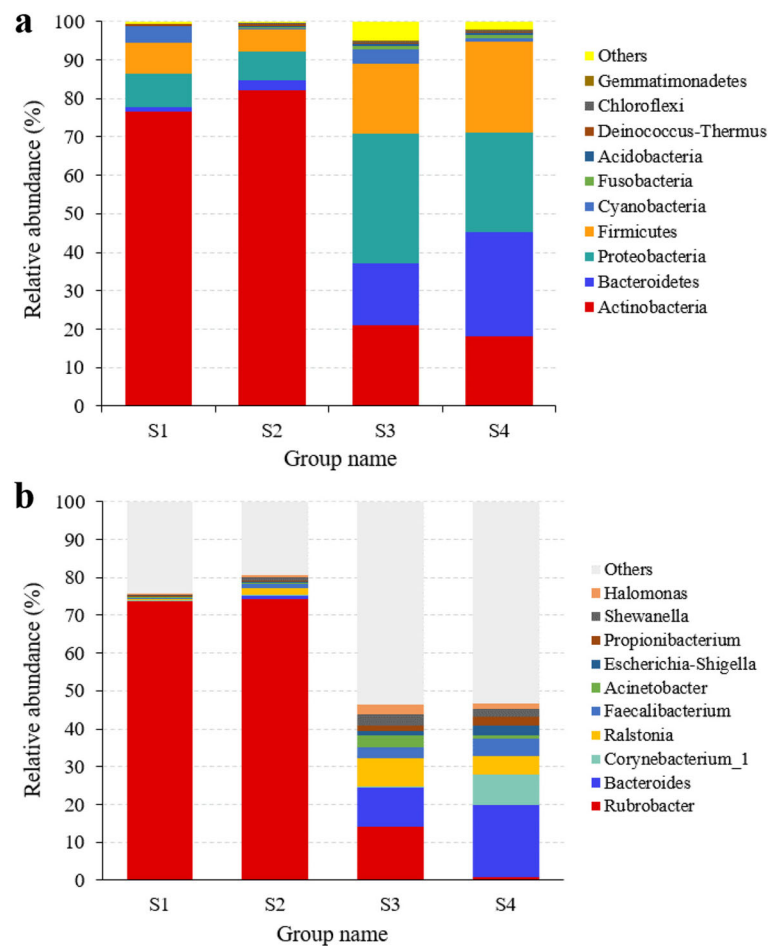 a
Relative abundance (%)
100
90
80
70
60
50
40
30
20
10
0
S1 S2 S3 S4
Group name
Others
Gemmatimonadetes
Chloroflexi
Deinococcus-Thermus
Acidobacteria
Fusobacteria
Cyanobacteria
Firmicutes
Proteobacteria
Bacteroidetes
Actinobacteria
b
Relative abundance (%)
100
90
80
70
60
50
40
30
20
10
0
S1 S2 S3 S4
Group name
Others
Halomonas
Shewanella
Propionibacterium
Escherichia-Shigella
Acinetobacter
Faecalibacterium
Ralstonia
Corynebacterium_1
Bacteroides
Rubrobacter